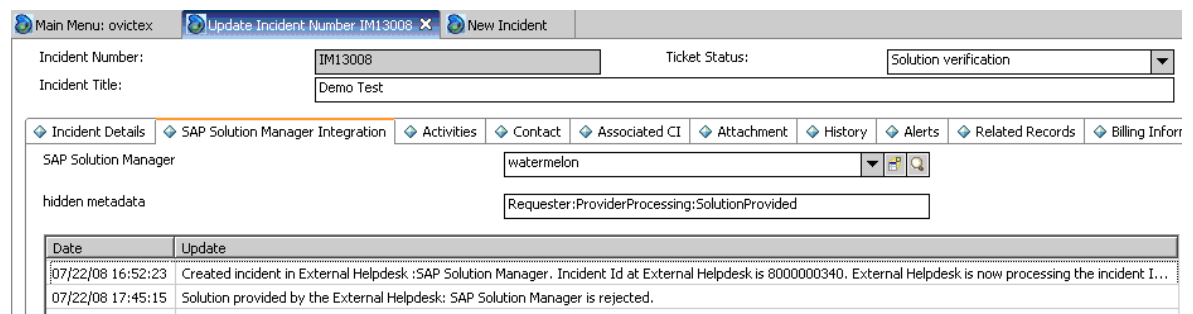 Main Menu: ovictex Update Incident Number IM13008 X New Incident
Incident Number: IM13008 Ticket Status: Solution verification
Incident Title: Demo Test
Incident Details SAP Solution Manager Integration Activities Contact Associated CI Attachment History Alerts Related Records Billing Infor
SAP Solution Manager watermelon
hidden metadata Requester:ProviderProcessing:SolutionProvided
Date Update
07/22/08 16:52:23 Created incident in External Helpdesk :SAP Solution Manager. Incident Id at External Helpdesk is 8000000340. External Helpdesk is now processing the incident I...
07/22/08 17:45:15 Solution provided by the External Helpdesk: SAP Solution Manager is rejected.